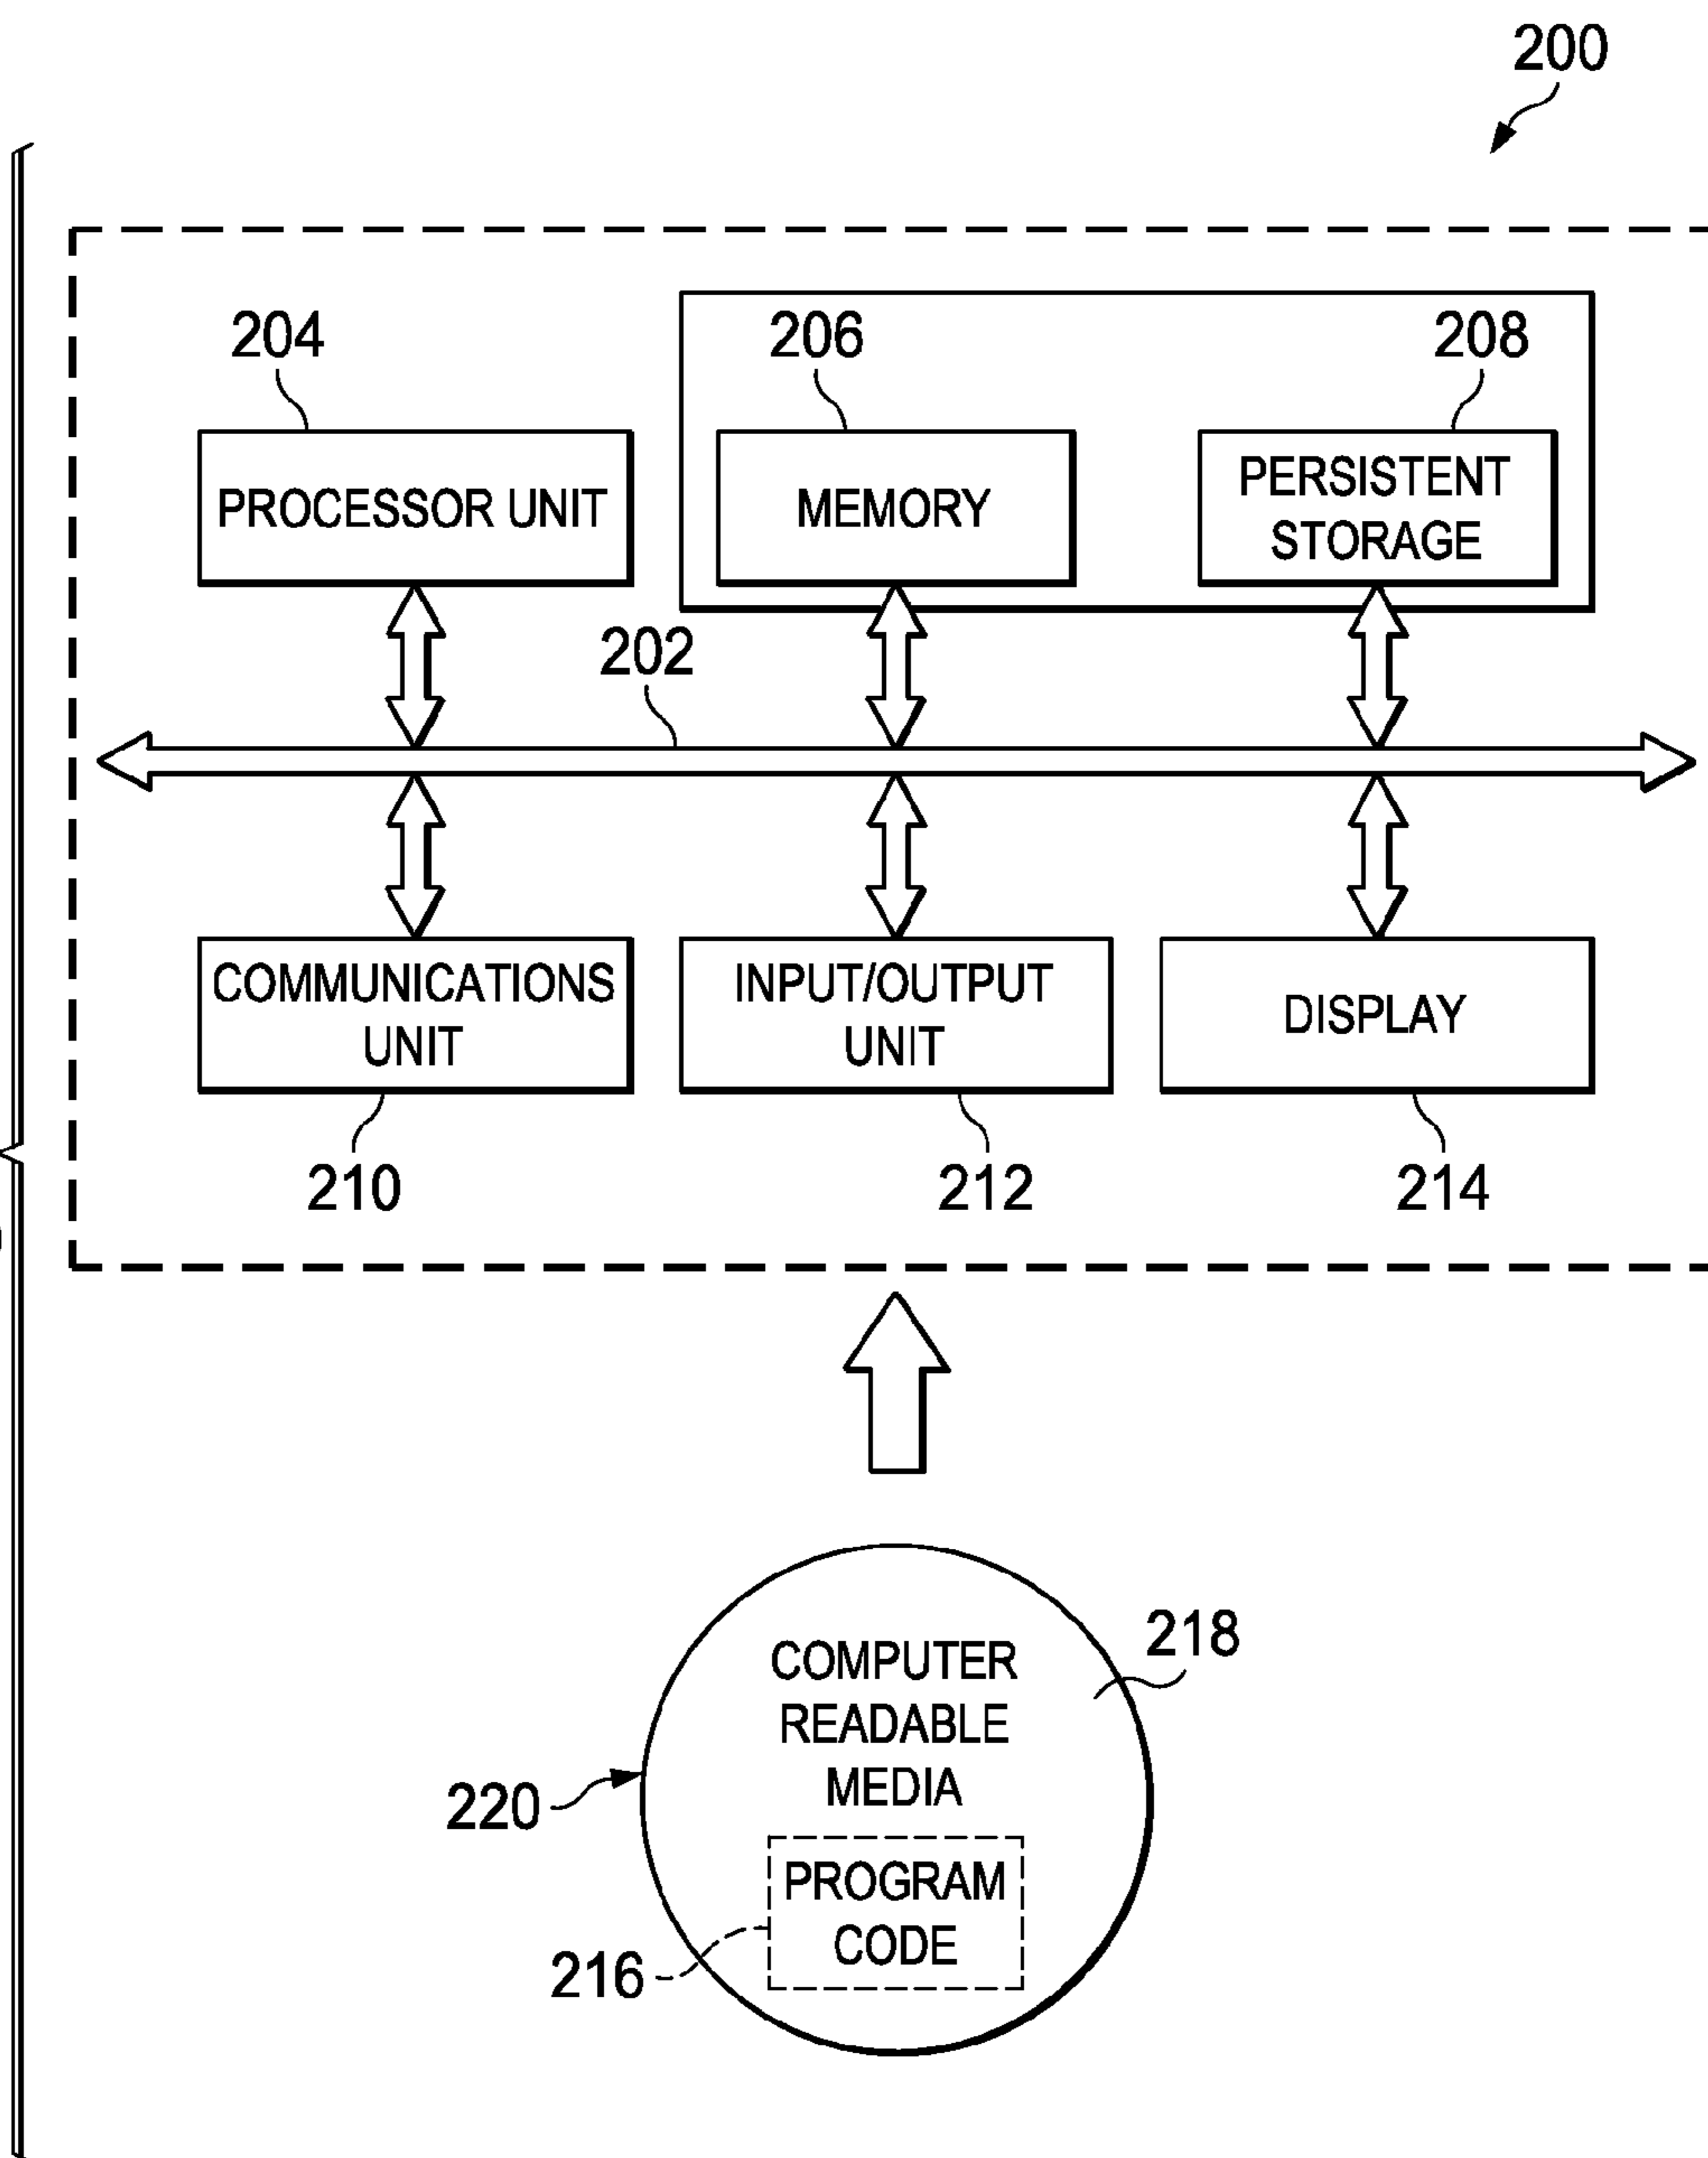 200
204
206
208
PROCESSOR UNIT
MEMORY
PERSISTENT
STORAGE
202
COMMUNICATIONS
UNIT
INPUT/OUTPUT
UNIT
DISPLAY
210
212
214
COMPUTER
READABLE
MEDIA
218
220
PROGRAM
CODE
216